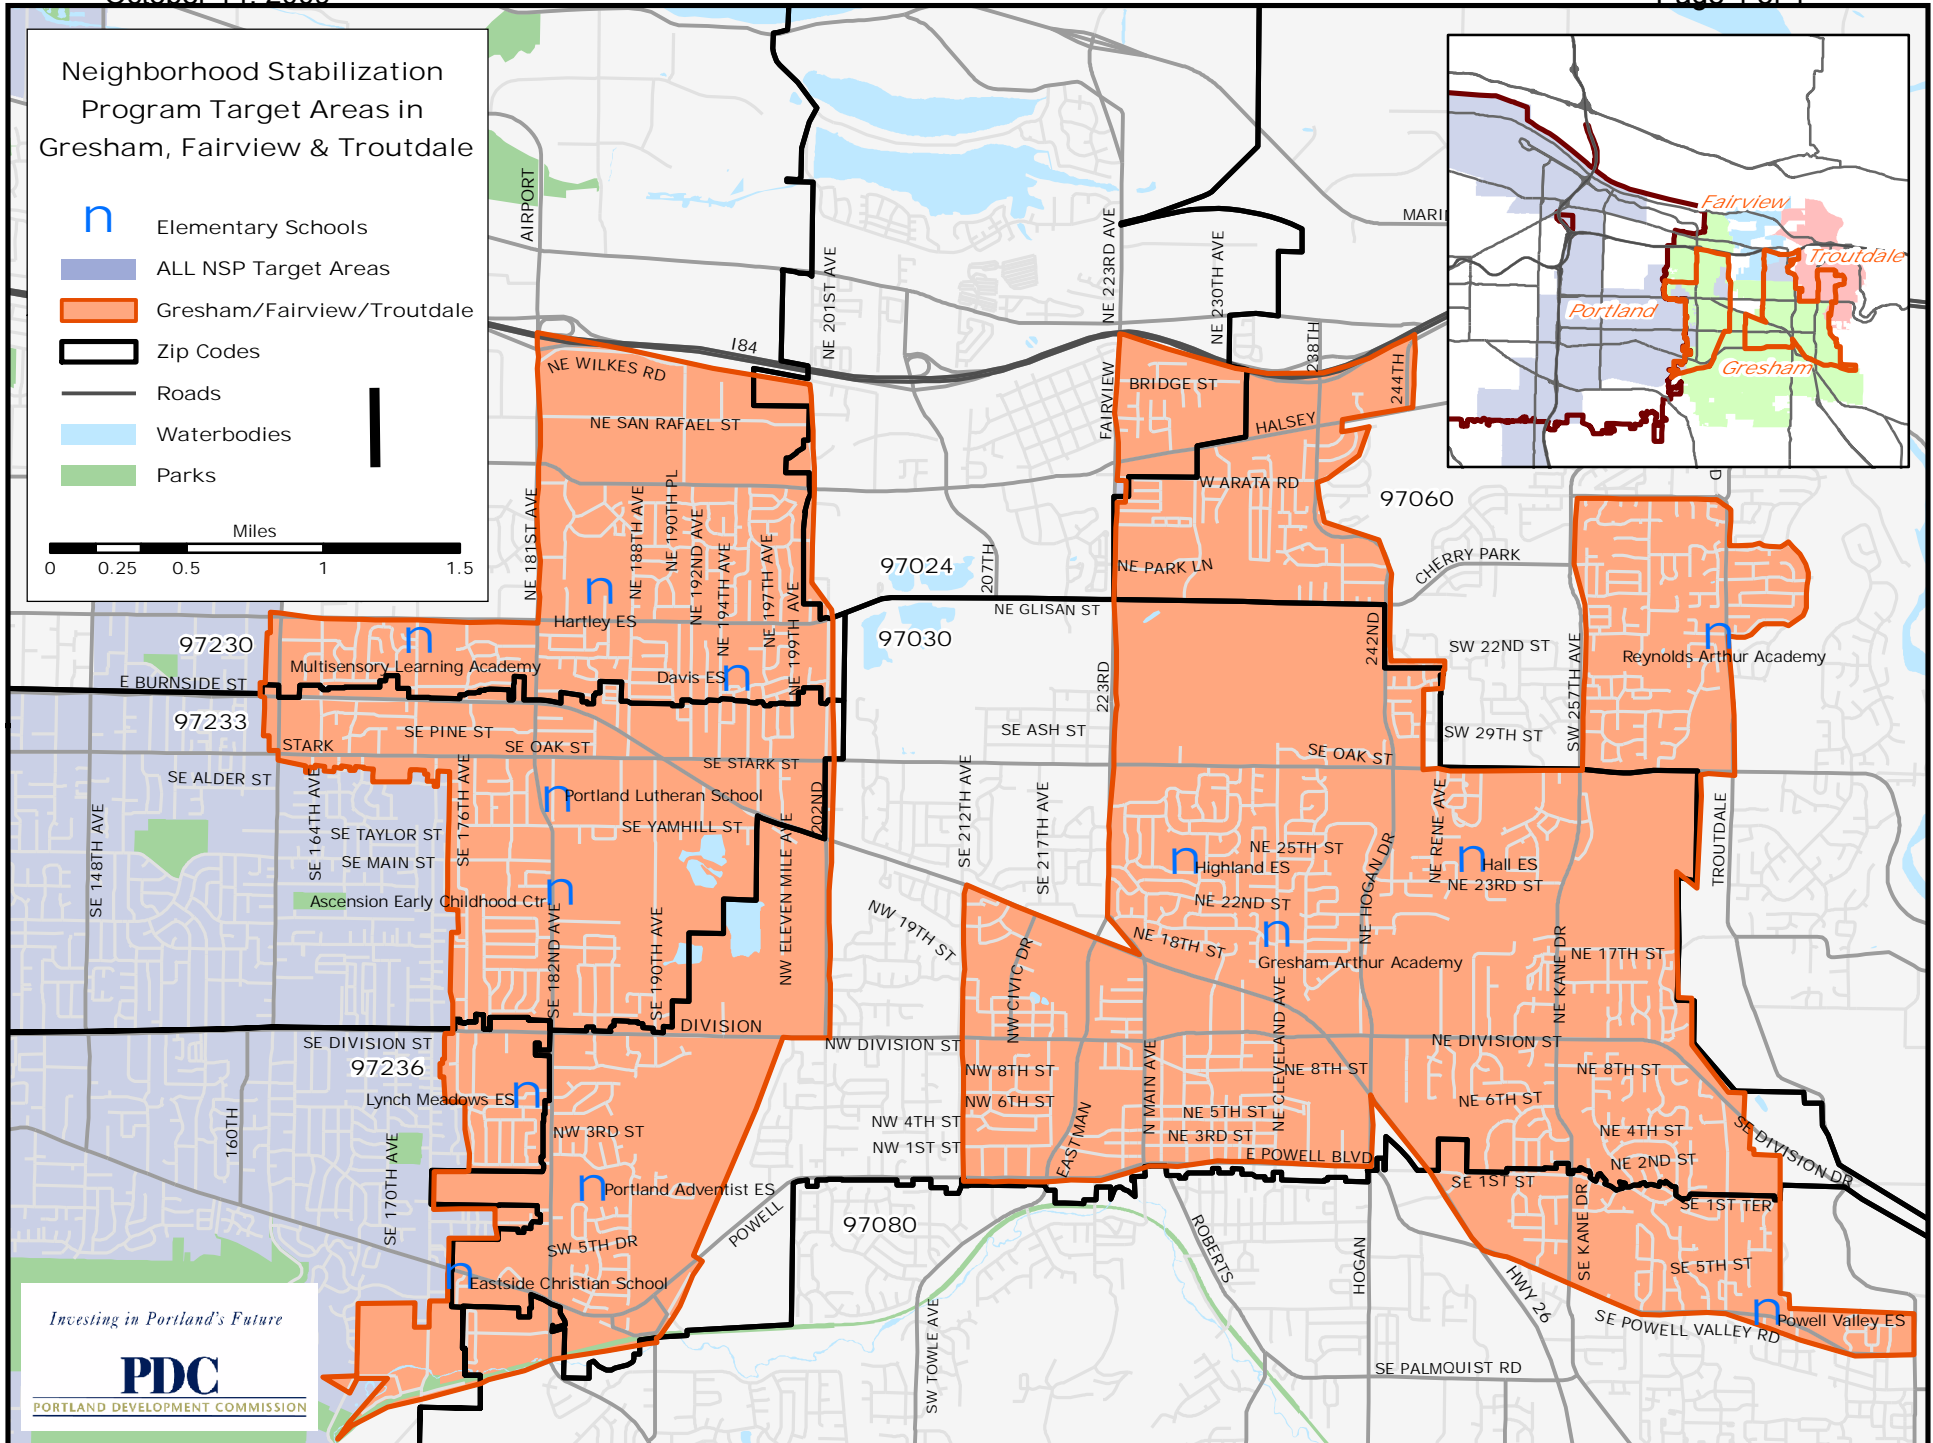 Neighborhood Stabilization
Program Target Areas in
Gresham, Fairview & Troutdale
n Elementary Schools
ALL NSP Target Areas
Gresham/Fairview/Troutdale
Zip Codes
Roads
Waterbodies
Parks
Miles
0 0.25 0.5 1 1.5
Fairview
Troutdale
Portland
Gresham
AIRPORT
NE 201ST AVE
NE 223RD AVE
NE 230TH AVE
I84
238TH
244TH
NE WILKES RD
FAIRVIEW
BRIDGE ST
NE SAN RAFAEL ST
HALSEY
W ARATA RD
97060
NE 181ST AVE
NE 188TH AVE
NE 190TH PL
NE 192ND AVE
NE 194TH AVE
NE 197TH AVE
NE 199TH AVE
97024
207TH
NE PARK LN
CHERRY PARK
n
Hartley ES
NE GLISAN ST
97230
n
Multisensory Learning Academy
97030
242ND
SW 22ND ST
SW 257TH AVE
n
Reynolds Arthur Academy
E BURNSIDE ST
Davis ES n
223RD
97233
SE PINE ST
STARK
SE OAK ST
SE STARK ST
SE ASH ST
SE OAK ST
SW 29TH ST
SE ALDER ST
SE 148TH AVE
SE 164TH AVE
SE 176TH AVE
n Portland Lutheran School
202ND
SE 212TH AVE
SE 217TH AVE
TROUTDALE
SE TAYLOR ST
SE YAMHILL ST
SE MAIN ST
NE 25TH ST
n Highland ES
NE HOGAN DR
NE RENE AVE
n Hall ES
NE 23RD ST
Ascension Early Childhood Ctr n
NE 22ND ST
SE 182ND AVE
SE 190TH AVE
NW ELEVEN MILE AVE
NW 19TH ST
NW CIVIC DR
NE 18TH ST
n
Gresham Arthur Academy
NE KANE DR
NE 17TH ST
DIVISION
SE DIVISION ST
NW DIVISION ST
NE DIVISION ST
97236
Lynch Meadows ES n
NW 8TH ST
N MAIN AVE
NE CLEVELAND AVE
NE 8TH ST
NE 8TH ST
NW 6TH ST
NE 6TH ST
160TH
NW 4TH ST
EASTMAN
NE 5TH ST
NE 4TH ST
SE DIVISION DR
SE 170TH AVE
NW 3RD ST
NW 1ST ST
NE 3RD ST
E POWELL BLVD
NE 2ND ST
n Portland Adventist ES
SE 1ST ST
SE 1ST TER
POWELL
97080
ROBERTS
HOGAN
SE KANE DR
SW 5TH DR
SE 5TH ST
n Eastside Christian School
HWY 26
n Powell Valley ES
SE POWELL VALLEY RD
SW TOWLE AVE
SE PALMQUIST RD
Investing in Portland's Future
PDC
PORTLAND DEVELOPMENT COMMISSION